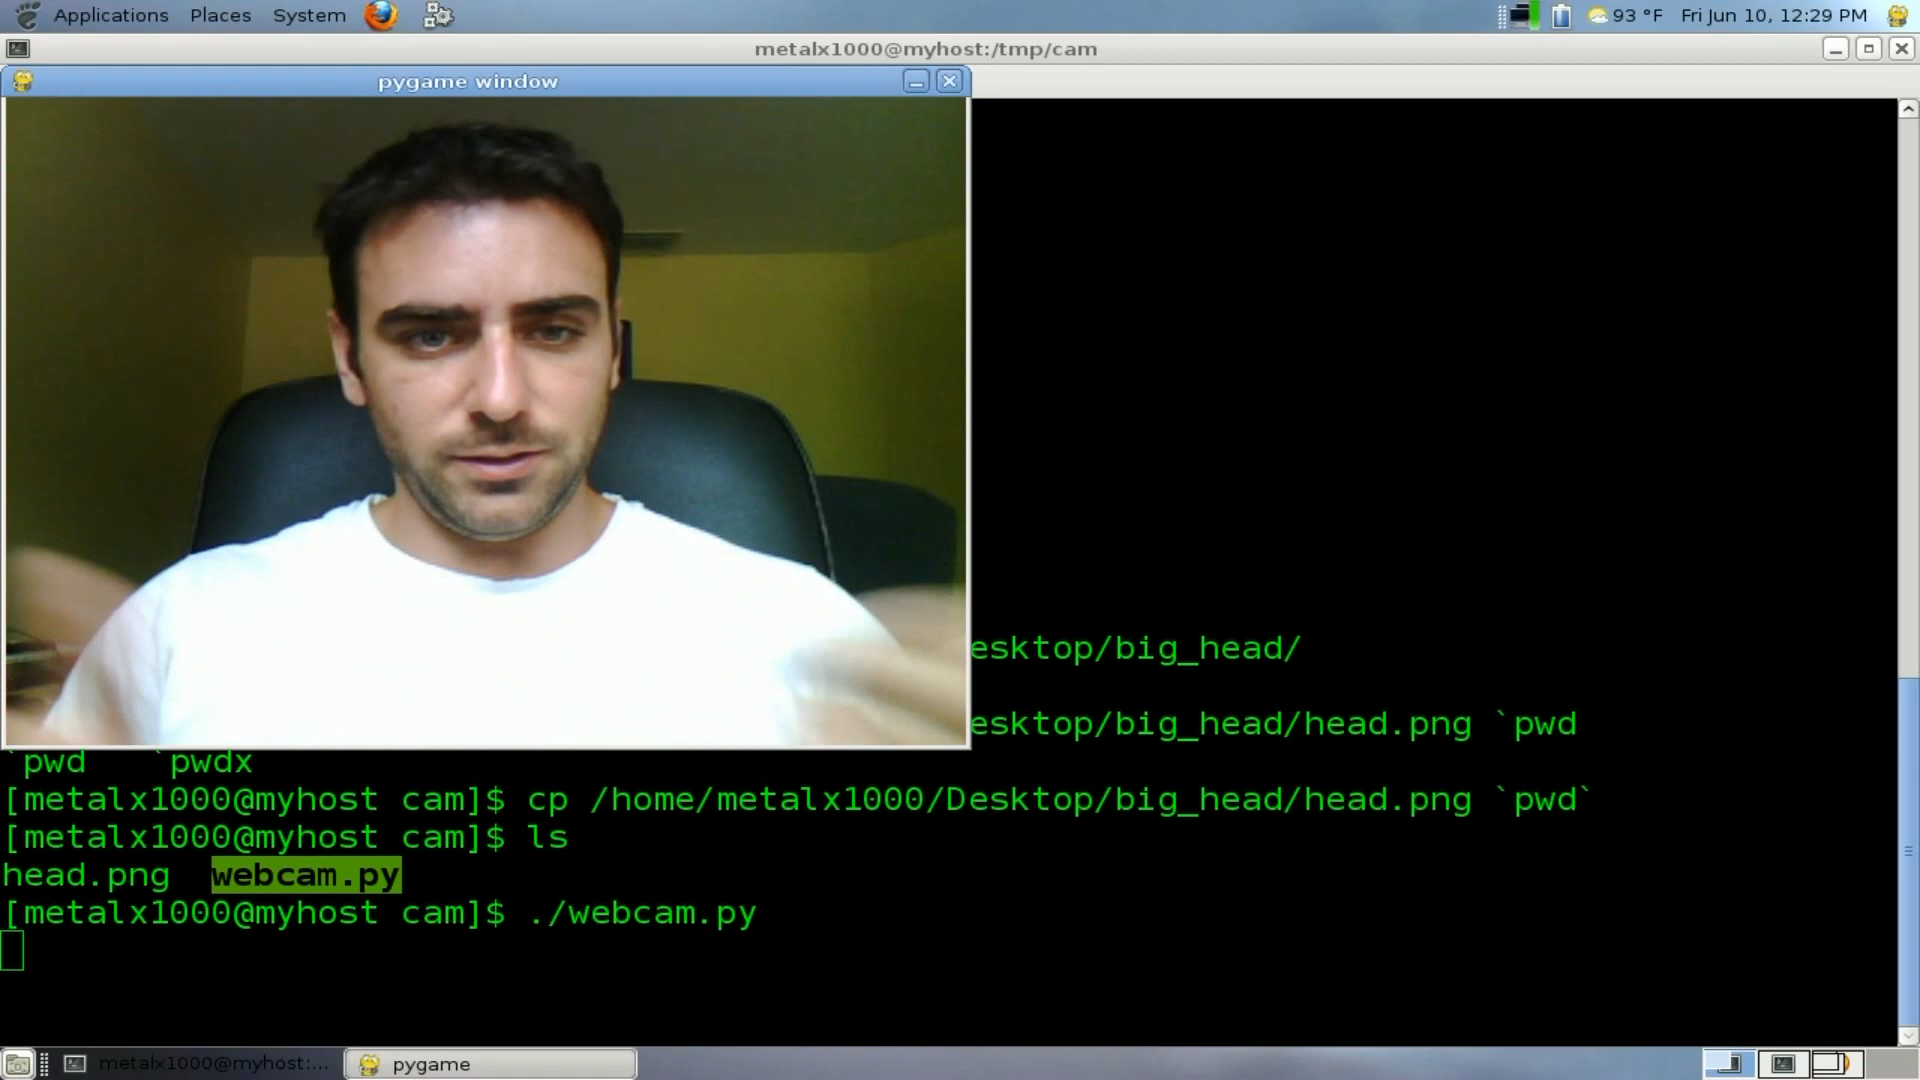 Applications Places System 93 °F Fri Jun 10, 12:29 PM
metalx1000@myhost:/tmp/cam
pygame window
esktop/big_head/
esktop/big_head/head.png `pwd
`pwd `pwdx
[metalx1000@myhost cam]$ cp /home/metalx1000/Desktop/big_head/head.png `pwd`
[metalx1000@myhost cam]$ ls
head.png webcam.py
[metalx1000@myhost cam]$ ./webcam.py
metalx1000@myhost:... pygame